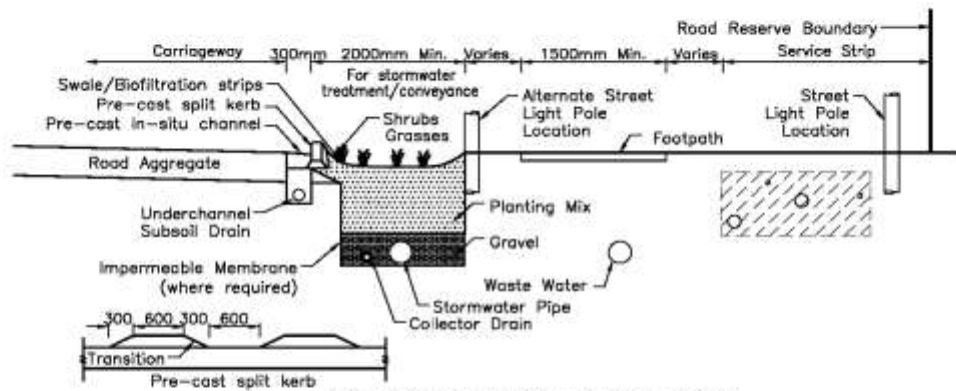 Road Reserve Boundary
Carriageway 300mm 2000mm Min. Varies 1500mm Min. Varies Service Strip
Swale/Biofiltration strips
Pre-cast split kerb
Pre-cast in-situ channel
For stormwater
treatment/conveyance
Shrubs
Grasses
Alternate Street
Light Pole
Location
Footpath
Street
Light Pole
Location
Road Aggregate
Underchannel
Subsoil Drain
Planting Mix
Gravel
Impermeable Membrane
(where required)
Waste Water
Stormwater Pipe
Collector Drain
300 600 300 600
Transition
Pre-cast split kerb